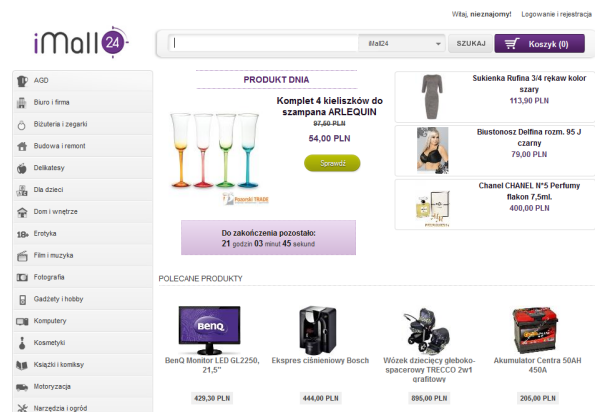 Witaj, nieznajomy! Logowanie i rejestracja
iMall24
iMall24
SZUKAJ
Koszyk (0)
AGD
Biuro i firma
Biżuteria i zegarki
Budowa i remont
Delikatesy
Dla dzieci
Dom i wnętrze
18+ Erotyka
Film i muzyka
Fotografia
Gadżety i hobby
Komputery
Kosmetyki
Książki i komiksy
Motoryzacja
Narzędzia i ogród
PRODUKT DNIA
Komplet 4 kieliszków do
szampana ARLEQUIN
97,50 PLN
54,00 PLN
Sprawdź
Pasurski TRADE
Do zakończenia pozostało:
21 godzin 03 minut 45 sekund
Sukienka Rufina 3/4 rękaw kolor
szary
113,90 PLN
Biustonosz Delfina rozm. 95 J
czarny
79,00 PLN
Chanel CHANEL N°5 Perfumy
flakon 7,5ml.
400,00 PLN
POLECANE PRODUKTY
BenQ
BenQ Monitor LED GL2250,
21,5"
429,30 PLN
Ekspres ciśnieniowy Bosch
444,00 PLN
Wózek dziecięcy głęboko-
spacerowy TRECCO 2w1
grafitowy
895,00 PLN
Akumulator Centra 50AH
450A
205,00 PLN